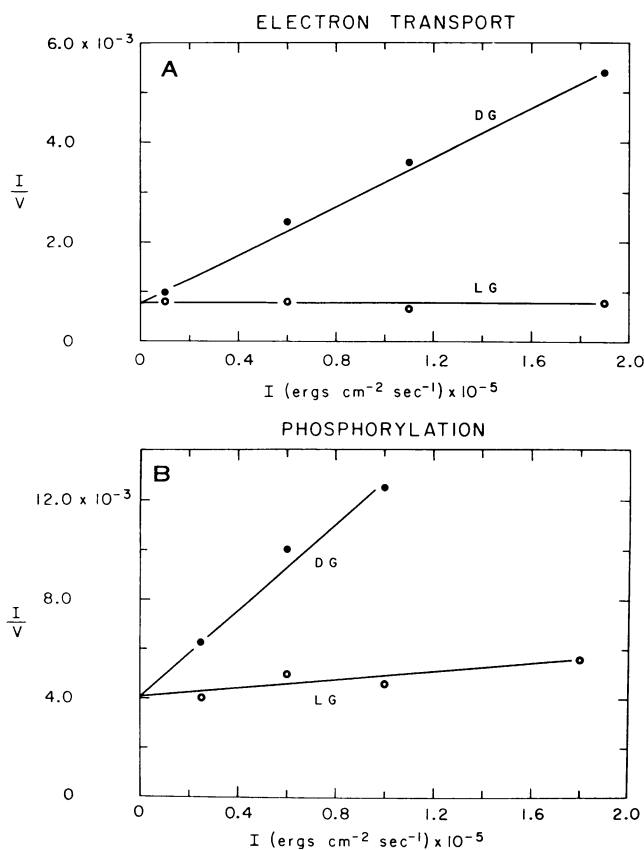 ELECTRON TRANSPORT
6.0 × 10⁻³
A
DG
4.0
I
V
2.0
LG
0
0 0.4 0.8 1.2 1.6 2.0
I (ergs cm⁻² sec⁻¹) × 10⁻⁵
PHOSPHORYLATION
B
12.0 × 10⁻³
DG
8.0
I
V
4.0
LG
0
0 0.4 0.8 1.2 1.6 2.0
I (ergs cm⁻² sec⁻¹) × 10⁻⁵